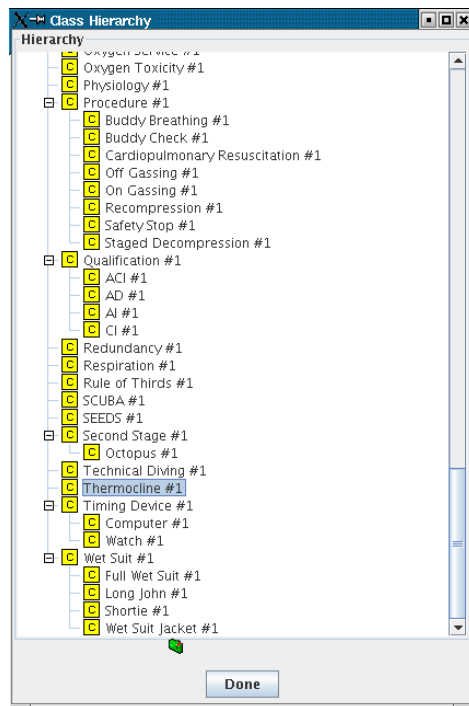 Class Hierarchy
Hierarchy
Oxygen Service #1
Oxygen Toxicity #1
Physiology #1
Procedure #1
Buddy Breathing #1
Buddy Check #1
Cardiopulmonary Resuscitation #1
Off Gassing #1
On Gassing #1
Recompression #1
Safety Stop #1
Staged Decompression #1
Qualification #1
ACI #1
AD #1
AI #1
CI #1
Redundancy #1
Respiration #1
Rule of Thirds #1
SCUBA #1
SEEDS #1
Second Stage #1
Octopus #1
Technical Diving #1
Thermocline #1
Timing Device #1
Computer #1
Watch #1
Wet Suit #1
Full Wet Suit #1
Long John #1
Shortie #1
Wet Suit Jacket #1
Done